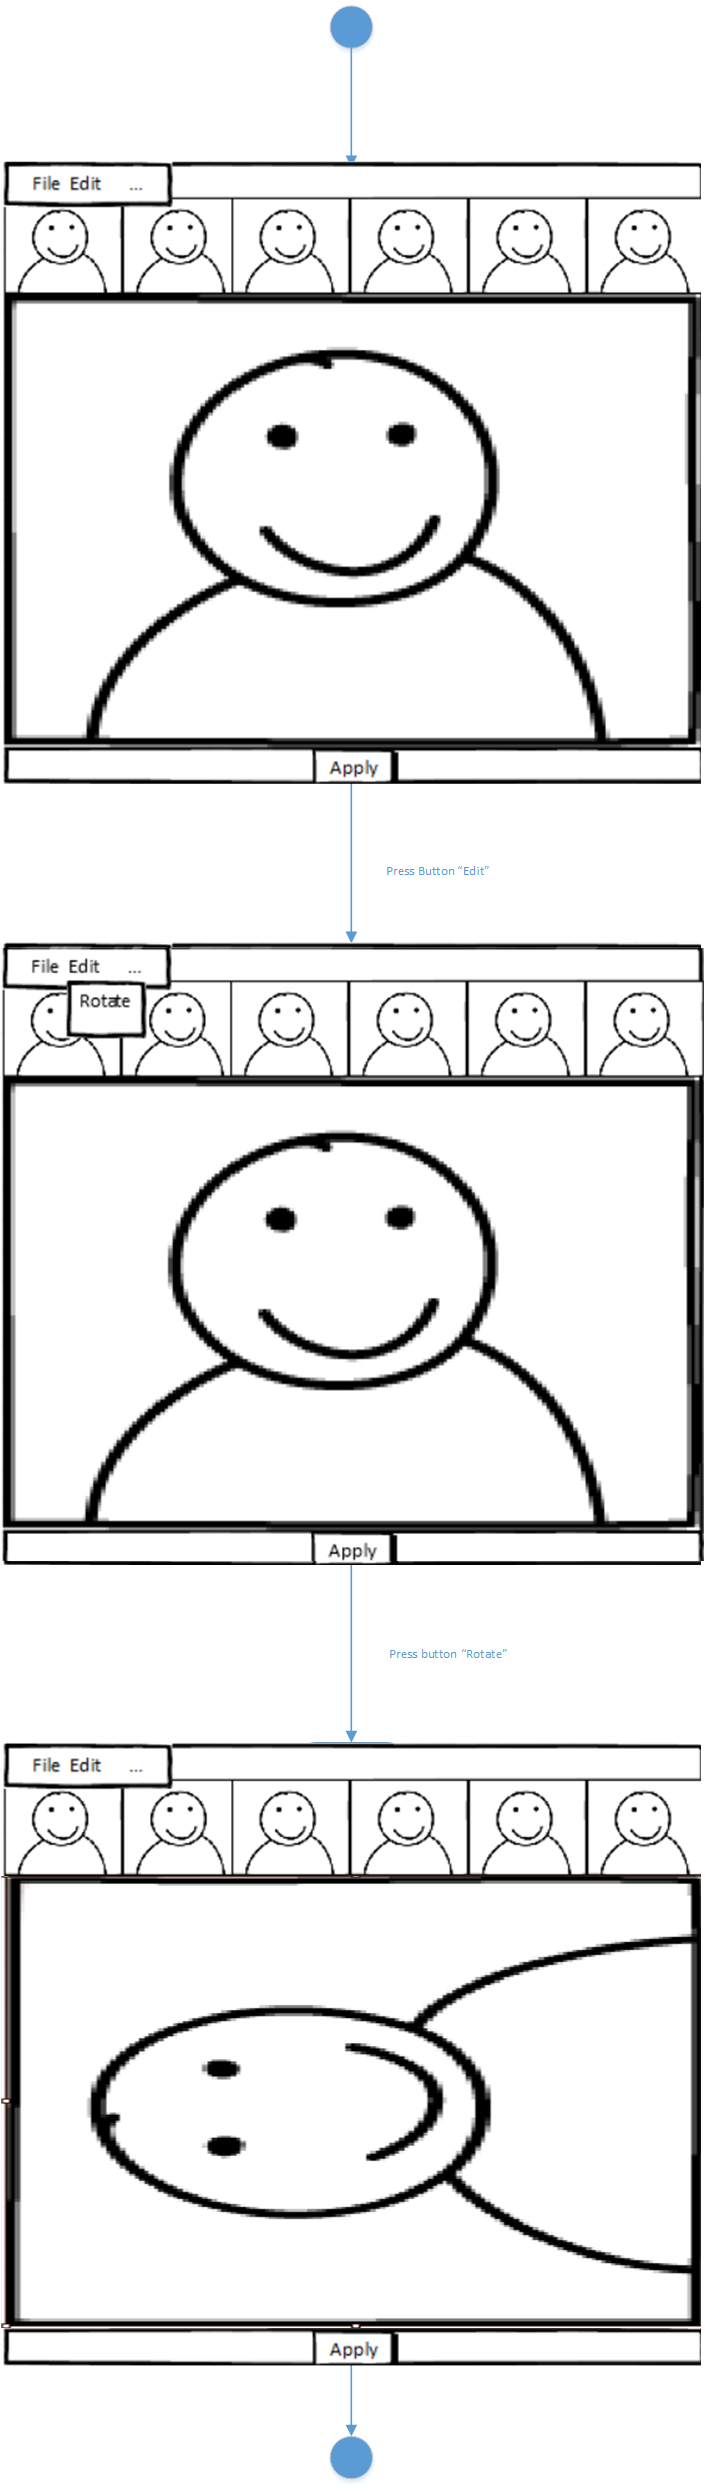 File Edit ...
Apply
Press Button “Edit”
File Edit ...
Rotate
Apply
Press button “Rotate”
File Edit ...
Apply